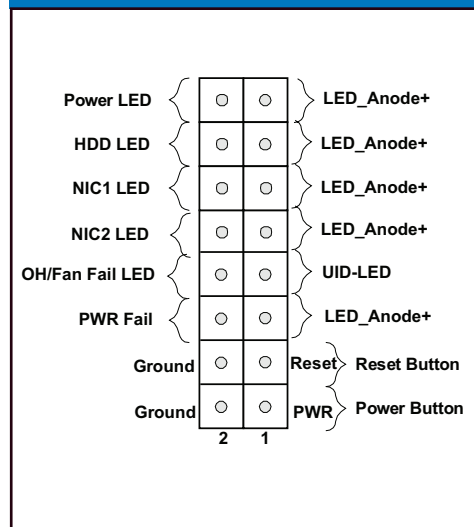 Power LED LED_Anode+
HDD LED LED_Anode+
NIC1 LED LED_Anode+
NIC2 LED LED_Anode+
OH/Fan Fail LED UID-LED
PWR Fail LED_Anode+
Ground Reset Reset Button
Ground PWR Power Button
2 1